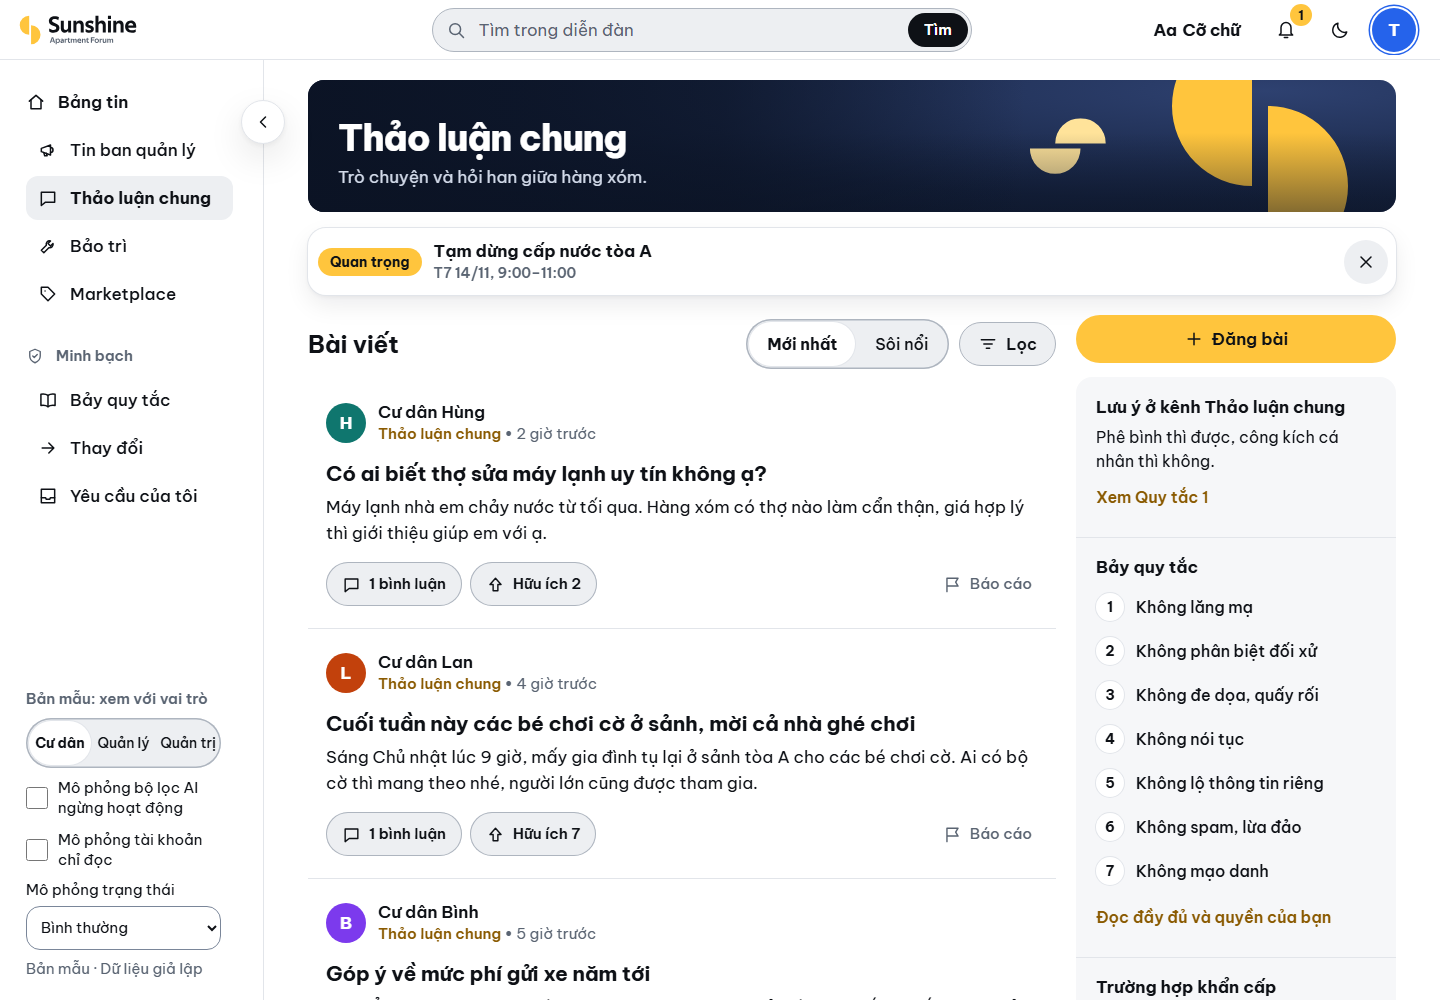 Sunshine
Apartment Forum
Tìm trong diễn đàn
Tìm
Aa Cỡ chữ
1
T
Bảng tin
Tin ban quản lý
Thảo luận chung
Bảo trì
Marketplace
Minh bạch
Bảy quy tắc
Thay đổi
Yêu cầu của tôi
Bản mẫu: xem với vai trò
Cư dân
Quản lý
Quản trị
Mô phỏng bộ lọc AI
ngừng hoạt động
Mô phỏng tài khoản
chỉ đọc
Mô phỏng trạng thái
Bình thường
Bản mẫu · Dữ liệu giả lập
Thảo luận chung
Trò chuyện và hỏi han giữa hàng xóm.
Quan trọng
Tạm dừng cấp nước tòa A
T7 14/11, 9:00–11:00
Bài viết
Mới nhất
Sôi nổi
Lọc
H
Cư dân Hùng
Thảo luận chung • 2 giờ trước
Có ai biết thợ sửa máy lạnh uy tín không ạ?
Máy lạnh nhà em chảy nước từ tối qua. Hàng xóm có thợ nào làm cẩn thận, giá hợp lý
thì giới thiệu giúp em với ạ.
1 bình luận
Hữu ích 2
Báo cáo
L
Cư dân Lan
Thảo luận chung • 4 giờ trước
Cuối tuần này các bé chơi cờ ở sảnh, mời cả nhà ghé chơi
Sáng Chủ nhật lúc 9 giờ, mấy gia đình tụ lại ở sảnh tòa A cho các bé chơi cờ. Ai có bộ
cờ thì mang theo nhé, người lớn cũng được tham gia.
1 bình luận
Hữu ích 7
Báo cáo
B
Cư dân Bình
Thảo luận chung • 5 giờ trước
Góp ý về mức phí gửi xe năm tới
Đăng bài
Lưu ý ở kênh Thảo luận chung
Phê bình thì được, công kích cá
nhân thì không.
Xem Quy tắc 1
Bảy quy tắc
1 Không lăng mạ
2 Không phân biệt đối xử
3 Không đe dọa, quấy rối
4 Không nói tục
5 Không lộ thông tin riêng
6 Không spam, lừa đảo
7 Không mạo danh
Đọc đầy đủ và quyền của bạn
Trường hợp khẩn cấp